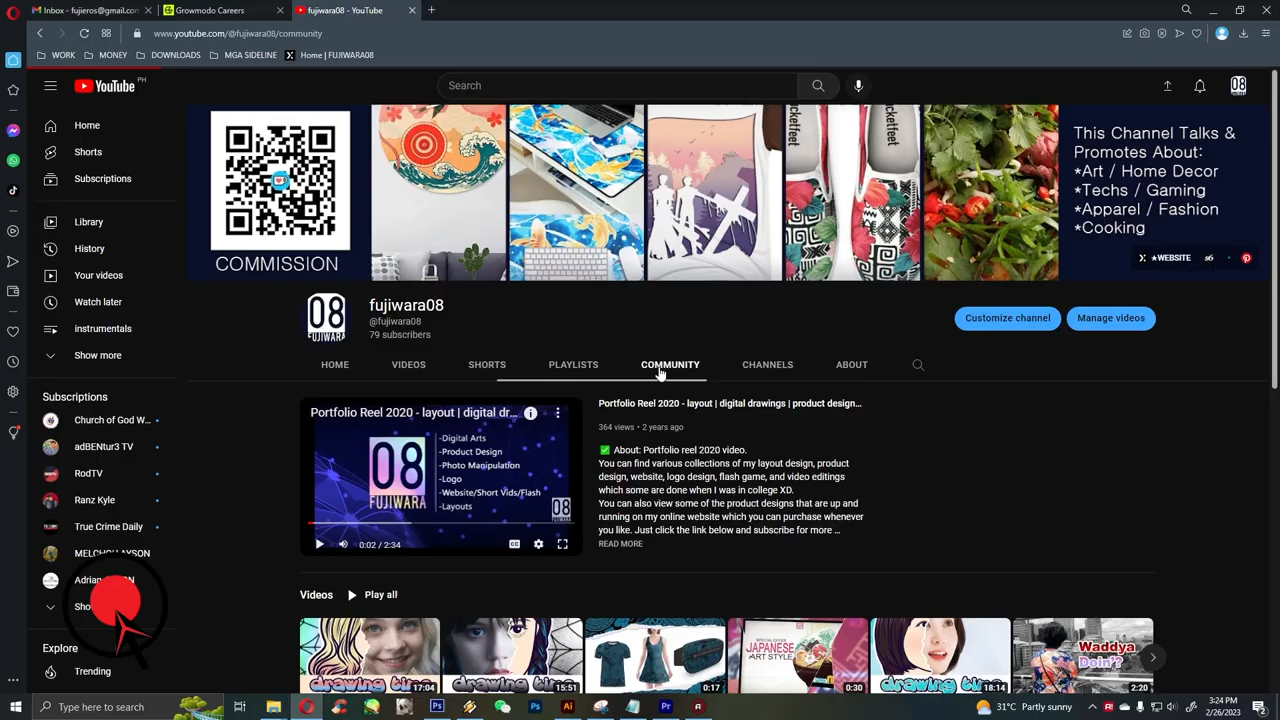 Inbox - fujieros@gmail.con
Growmodo Careers
fujiwara08 - YouTube
www.youtube.com/@fujiwara08/community
WORK
MONEY
DOWNLOADS
MGA SIDELINE
Home | FUJIWARA08
YouTube PH
Search
08
Home
Shorts
Subscriptions
Library
History
Your videos
Watch later
instrumentals
Show more
Subscriptions
Church of God W...
adBENtur3 TV
RodTV
Ranz Kyle
True Crime Daily
Explore
Trending
COMMISSION
This Channel Talks &
Promotes About:
*Art / Home Decor
*Techs / Gaming
*Apparel / Fashion
*Cooking
★WEBSITE
08
FUJIWARA
fujiwara08
@fujiwara08
79 subscribers
Customize channel
Manage videos
HOME
VIDEOS
SHORTS
PLAYLISTS
COMMUNITY
CHANNELS
ABOUT
Portfolio Reel 2020 - layout | digital dr...
08
FUJIWARA
-Digital Arts
-Product Design
-Photo Manipulation
-Logo
-Website/Short Vids/Flash
-Layouts
0:02 / 2:34
Portfolio Reel 2020 - layout | digital drawings | product design...
364 views • 2 years ago
✅ About: Portfolio reel 2020 video.
You can find various collections of my layout design, product
design, website, logo design, flash game, and video editings
which some are done when I was in college XD.
You can also view some of the product designs that are up and
running on my online website which you can purchase whenever
you like. Just click the link below and subscribe for more ...
READ MORE
Videos
Play all
drawing time
17:04
drawing time
15:51
0:17
JAPANESE
ART STYLE
0:30
drawing time
18:14
Waddya
Doin'?
2:20
Type here to search
31°C Partly sunny
3:24 PM
2/26/2023